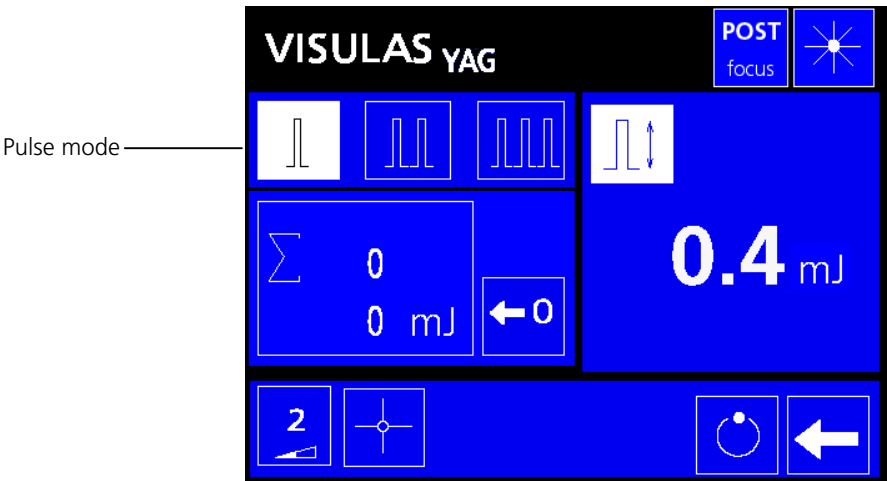 VISULAS YAG
POST
focus
Pulse mode
∑ 0
0 mJ
0
0.4 mJ
2